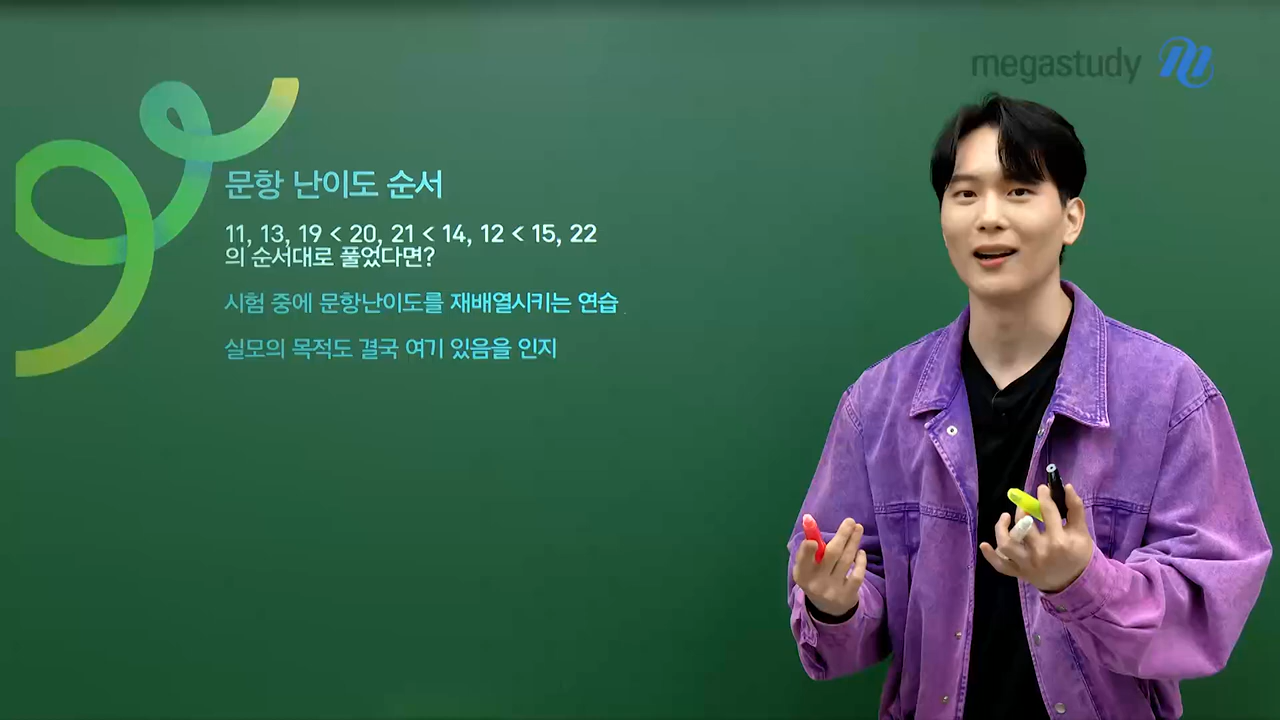 megastudy
문항 난이도 순서
11, 13, 19 < 20, 21 < 14, 12 < 15, 22
의 순서대로 풀었다면?
시험 중에 문항난이도를 재배열시키는 연습
실모의 목적도 결국 여기 있음을 인지